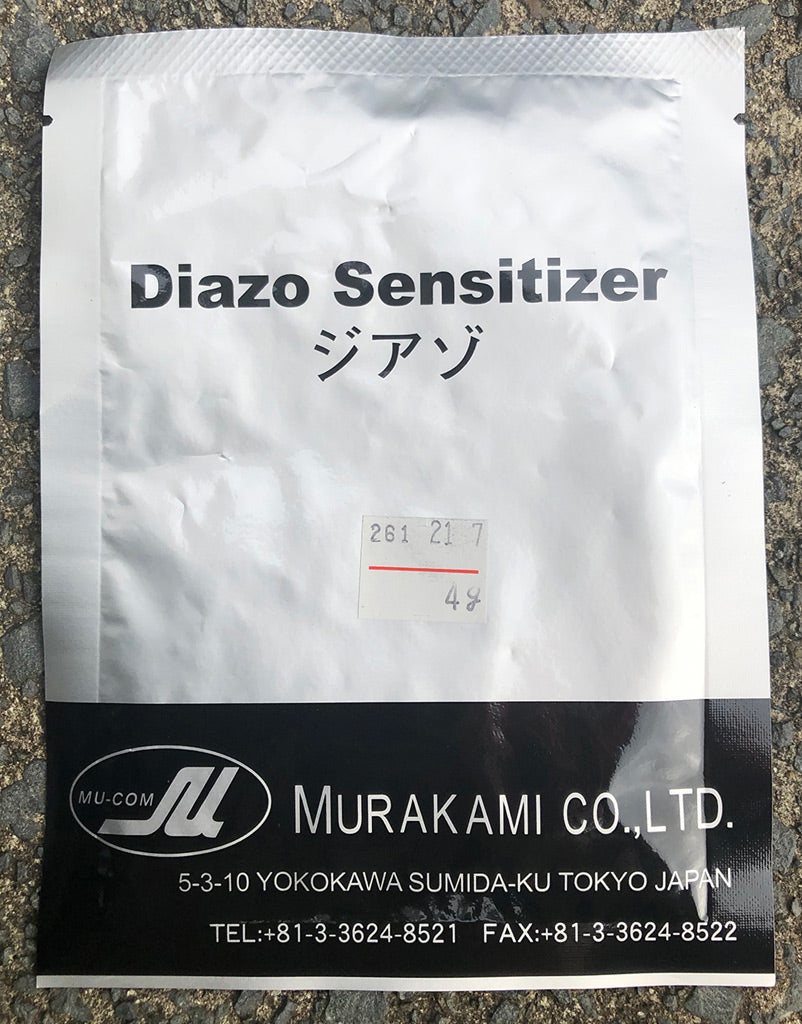 Diazo Sensitizer
ジアゾ
261 21 7
4g
MU-COM
MURAKAMI CO.,LTD.
5-3-10 YOKOKAWA SUMIDA-KU TOKYO JAPAN
TEL:+81-3-3624-8521 FAX:+81-3-3624-8522